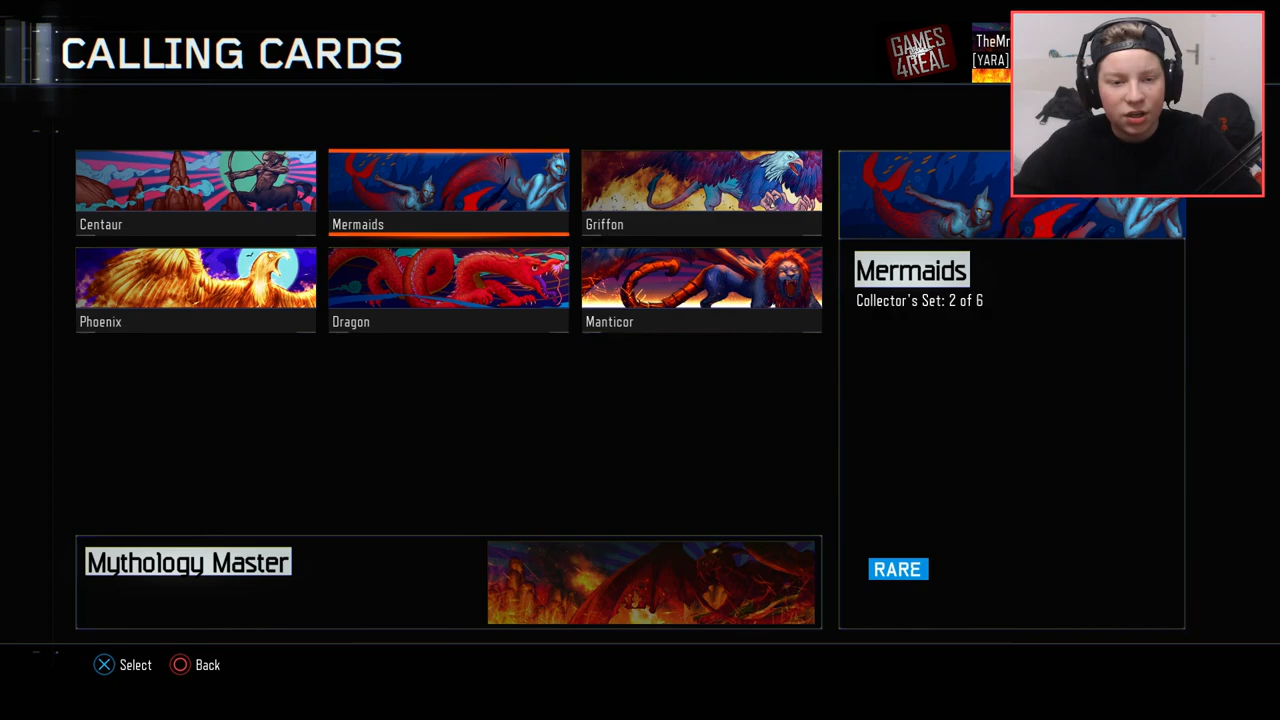 CALLING CARDS
GAMES
4REAL
TheMr
[YARA]
Centaur
Mermaids
Griffon
Phoenix
Dragon
Manticor
Mermaids
Collector's Set: 2 of 6
RARE
Mythology Master
Select
Back